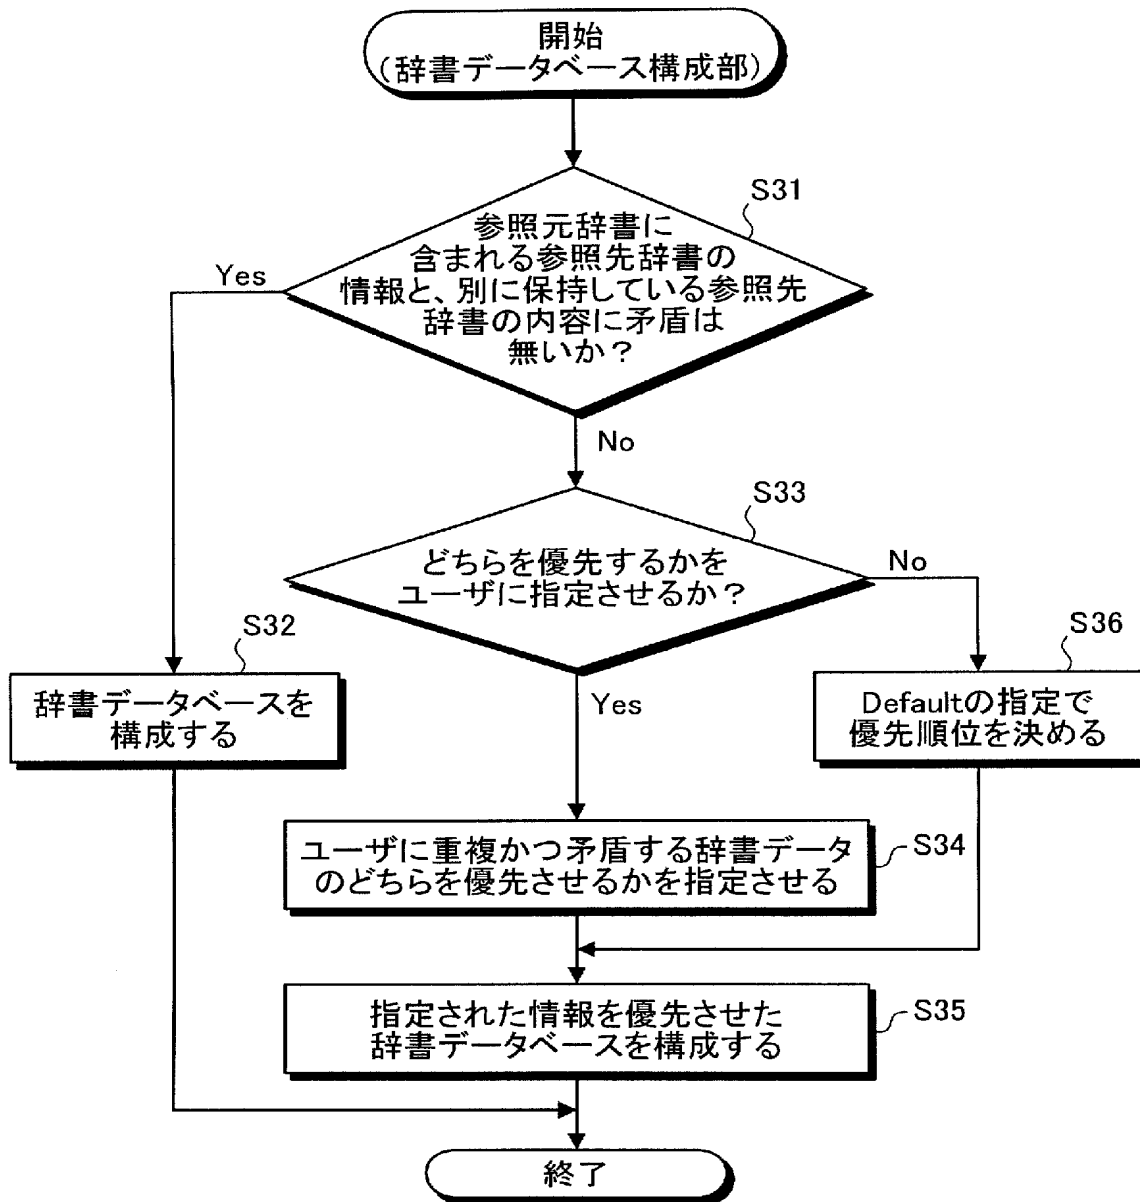 開始
(辞書データベース構成部)
S31
参照元辞書に
含まれる参照先辞書の
情報と、別に保持している参照先
辞書の内容に矛盾は
無いか？
Yes
No
S33
どちらを優先するかを
ユーザに指定させるか？
No
Yes
S32
辞書データベースを
構成する
S36
Defaultの指定で
優先順位を決める
S34
ユーザに重複かつ矛盾する辞書データ
のどちらを優先させるかを指定させる
S35
指定された情報を優先させた
辞書データベースを構成する
終了